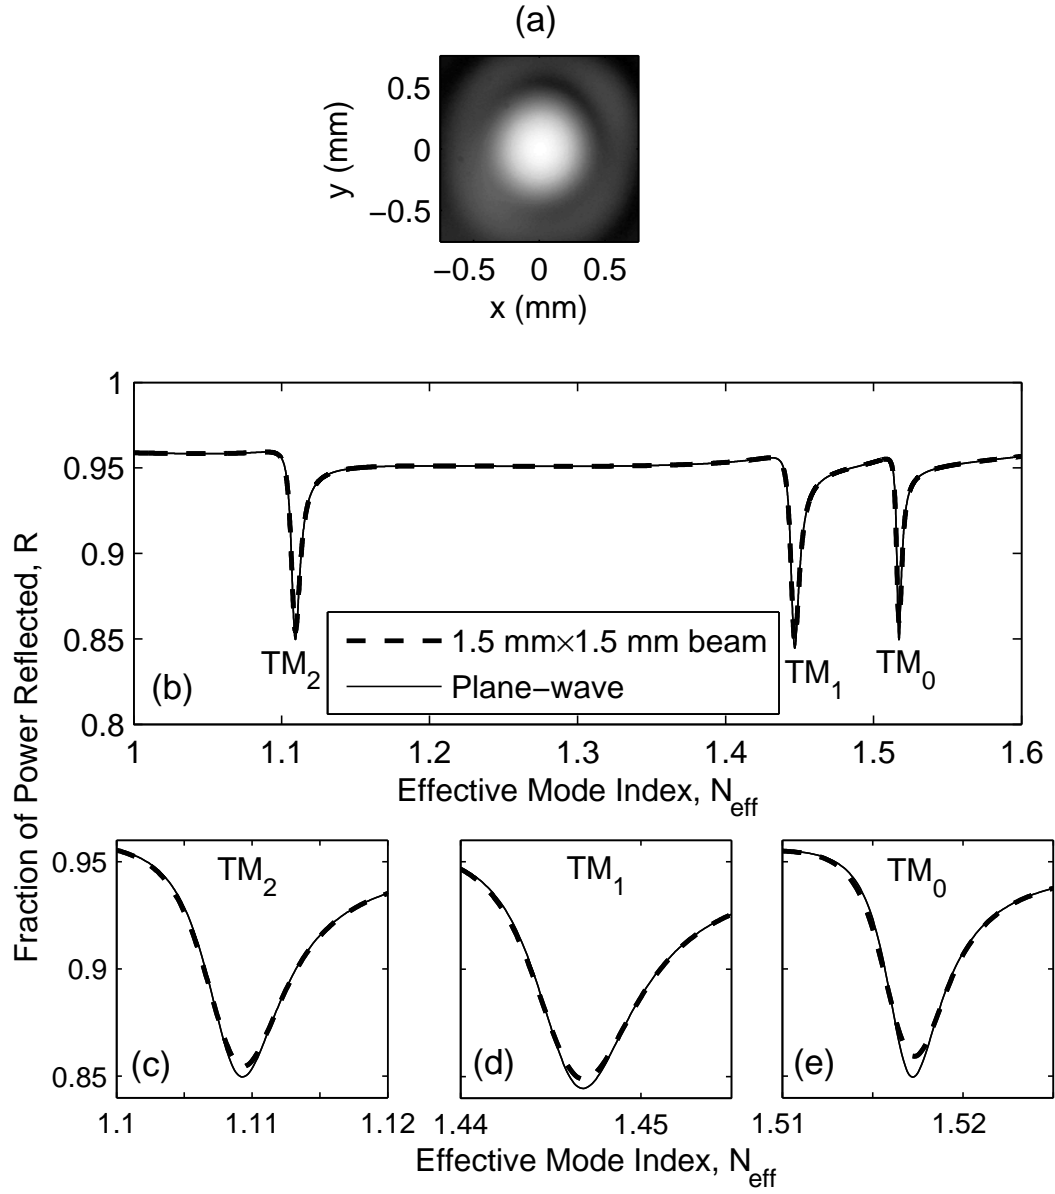 (a)
0.5
0
−0.5
y (mm)
−0.5 0 0.5
x (mm)
Fraction of Power Reflected, R
1
0.95
0.9
0.85
0.8
TM2
TM1
TM0
1.5 mm×1.5 mm beam
Plane−wave
(b)
1 1.1 1.2 1.3 1.4 1.5 1.6
Effective Mode Index, Neff
0.95
0.9
0.85
TM2
TM1
TM0
(c)
(d)
(e)
1.1 1.11 1.12
1.44 1.45
1.51 1.52
Effective Mode Index, Neff